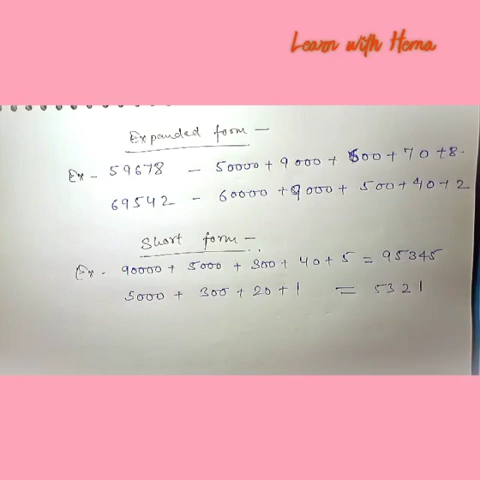 Learn with Hema
Expanded form -
Ex - 59678 - 50000 + 9000 + 600 + 70 + 8.
69542 - 60000 + 9000 + 500 + 40 + 2
Short form -
Ex - 90000 + 5000 + 300 + 40 + 5 = 95345
5000 + 300 + 20 + 1 = 5321